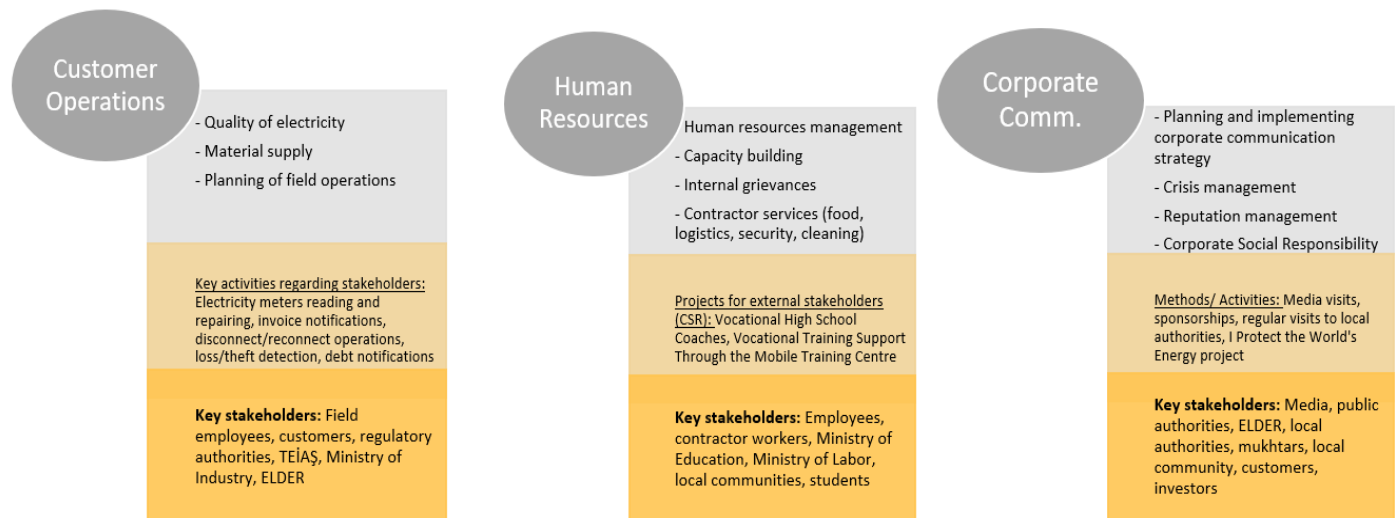 Customer
Operations
- Quality of electricity
- Material supply
- Planning of field operations
Key activities regarding stakeholders:
Electricity meters reading and
repairing, invoice notifications,
disconnect/reconnect operations,
loss/theft detection, debt notifications
Key stakeholders: Field
employees, customers, regulatory
authorities, TEİAŞ, Ministry of
Industry, ELDER
Human
Resources
- Human resources management
- Capacity building
- Internal grievances
- Contractor services (food,
logistics, security, cleaning)
Projects for external stakeholders
(CSR): Vocational High School
Coaches, Vocational Training Support
Through the Mobile Training Centre
Key stakeholders: Employees,
contractor workers, Ministry of
Education, Ministry of Labor,
local communities, students
Corporate
Comm.
- Planning and implementing
corporate communication
strategy
- Crisis management
- Reputation management
- Corporate Social Responsibility
Methods/ Activities: Media visits,
sponsorships, regular visits to local
authorities, I Protect the World's
Energy project
Key stakeholders: Media, public
authorities, ELDER, local
authorities, mukhtars, local
community, customers,
investors